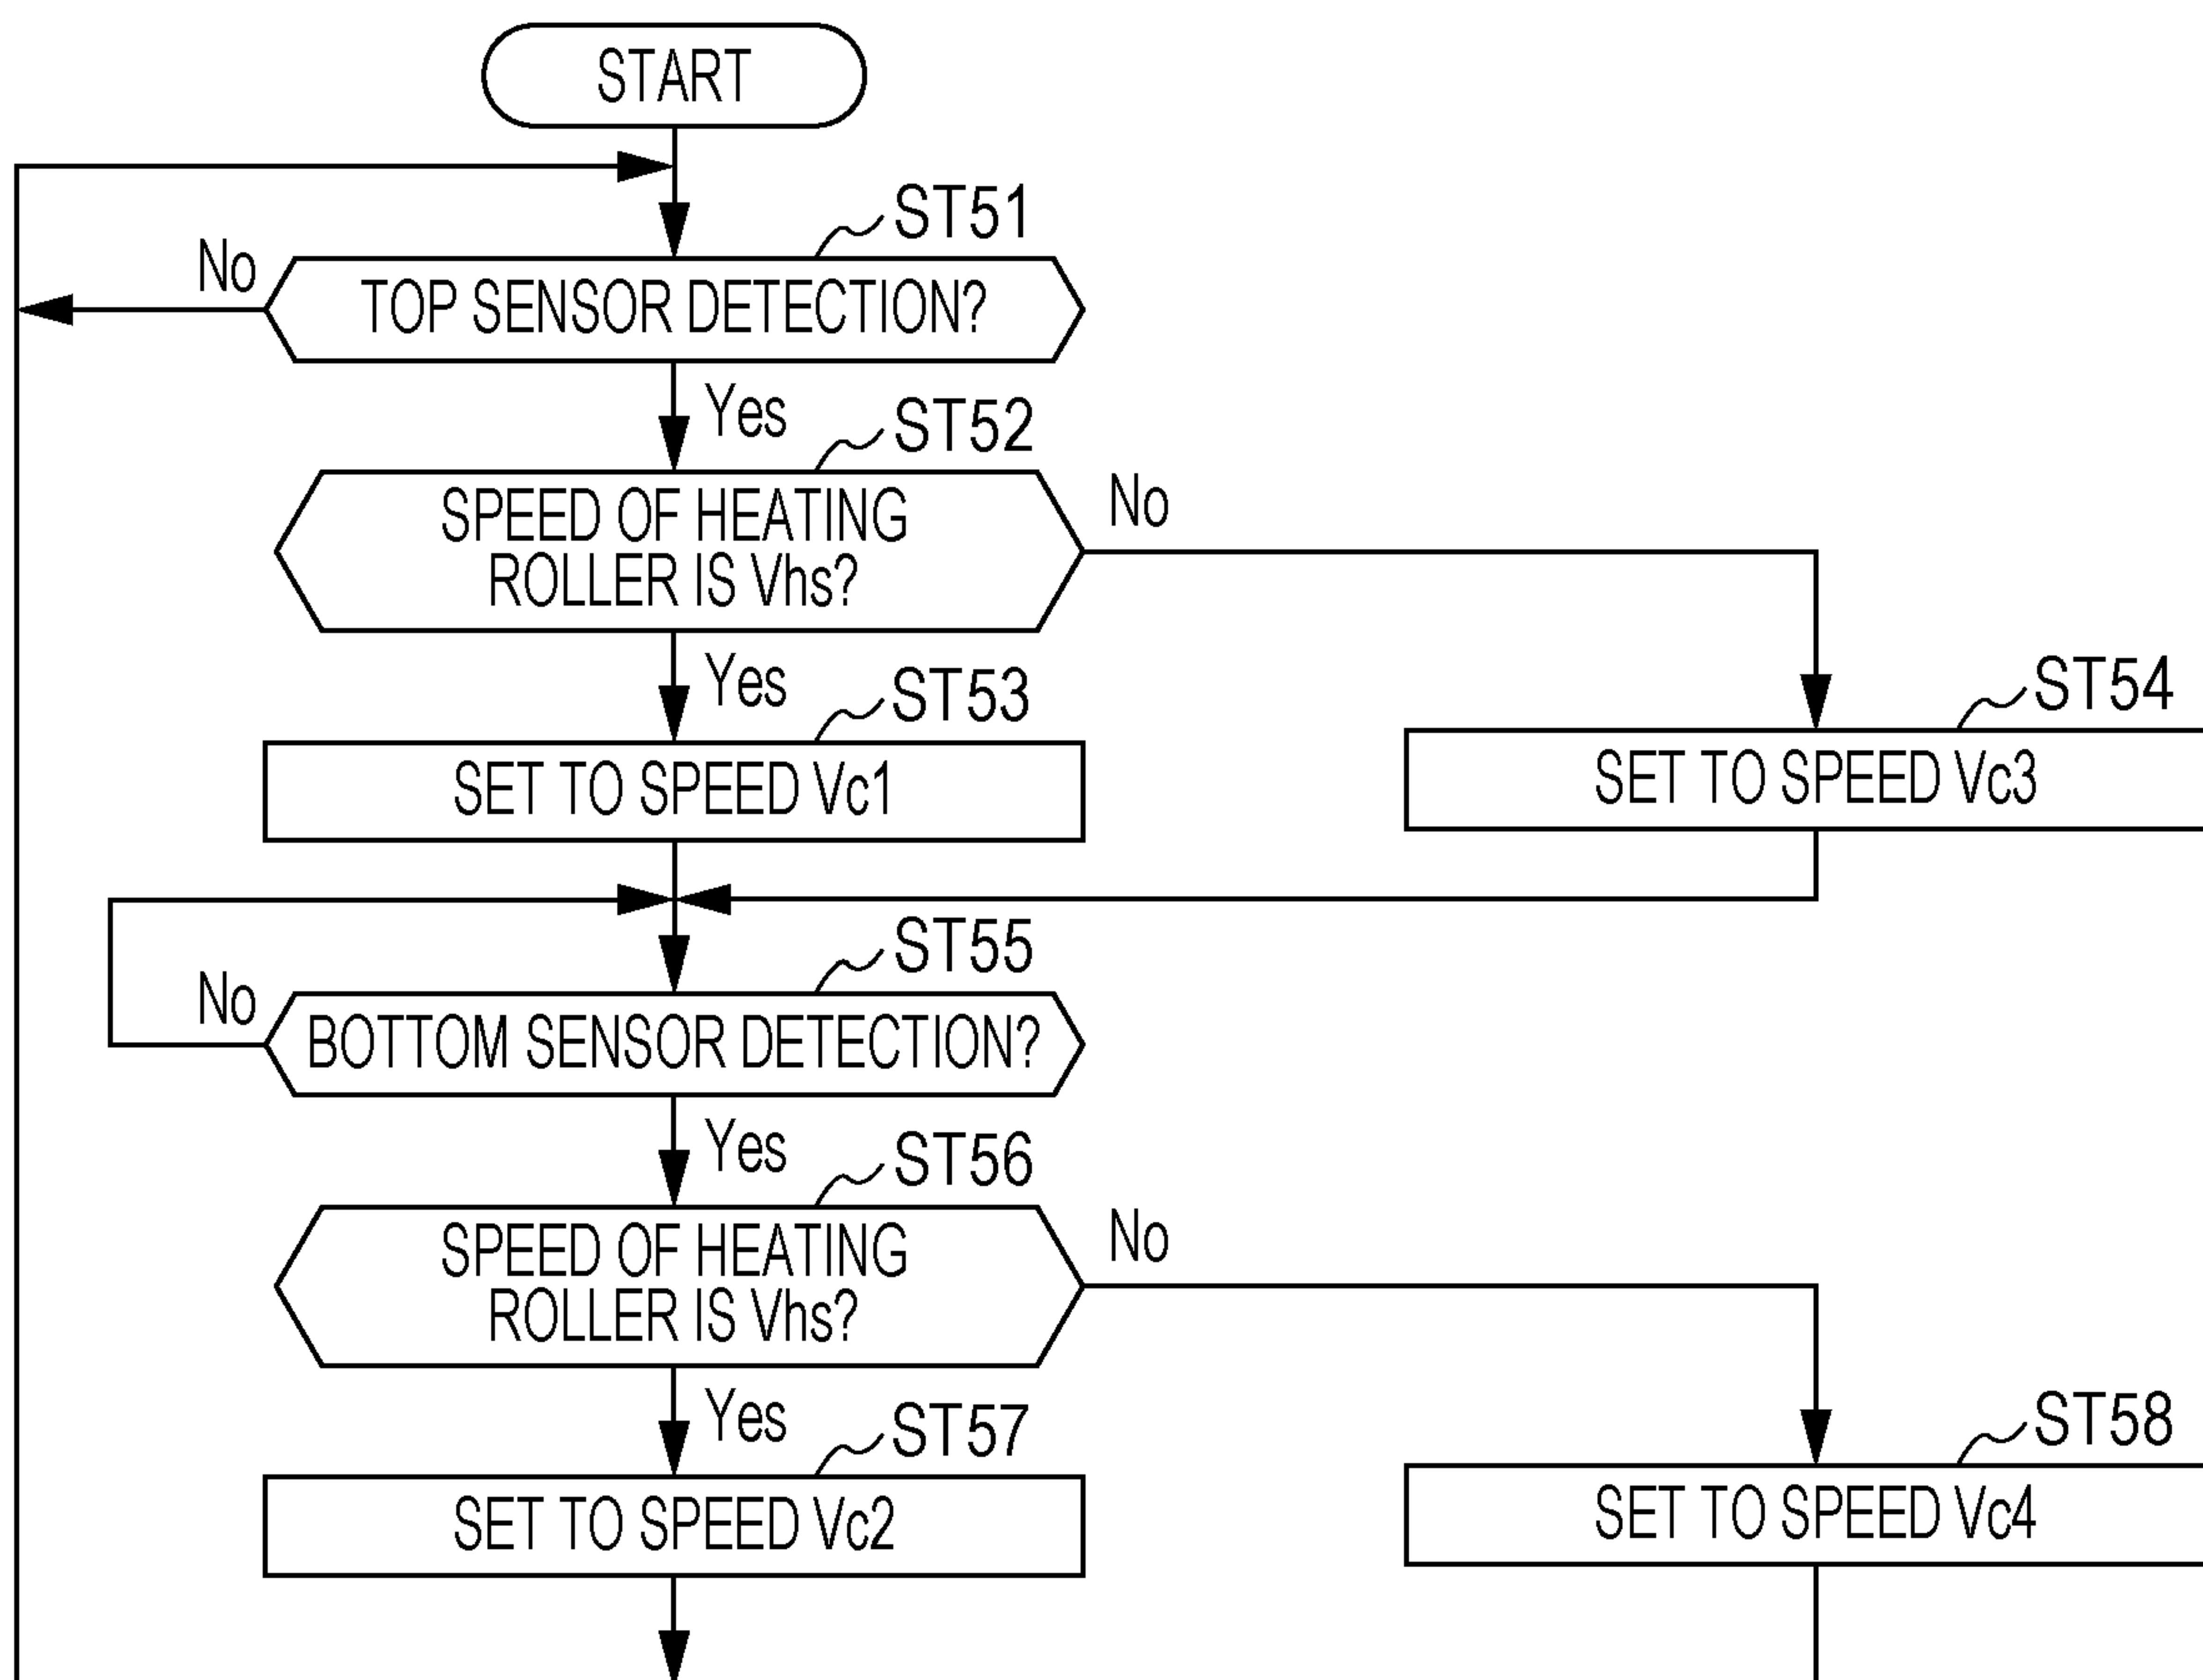 START
ST51
No
TOP SENSOR DETECTION?
Yes
ST52
SPEED OF HEATING
ROLLER IS Vhs?
No
Yes
ST53
ST54
SET TO SPEED Vc1
SET TO SPEED Vc3
ST55
No
BOTTOM SENSOR DETECTION?
Yes
ST56
SPEED OF HEATING
ROLLER IS Vhs?
No
Yes
ST57
ST58
SET TO SPEED Vc2
SET TO SPEED Vc4